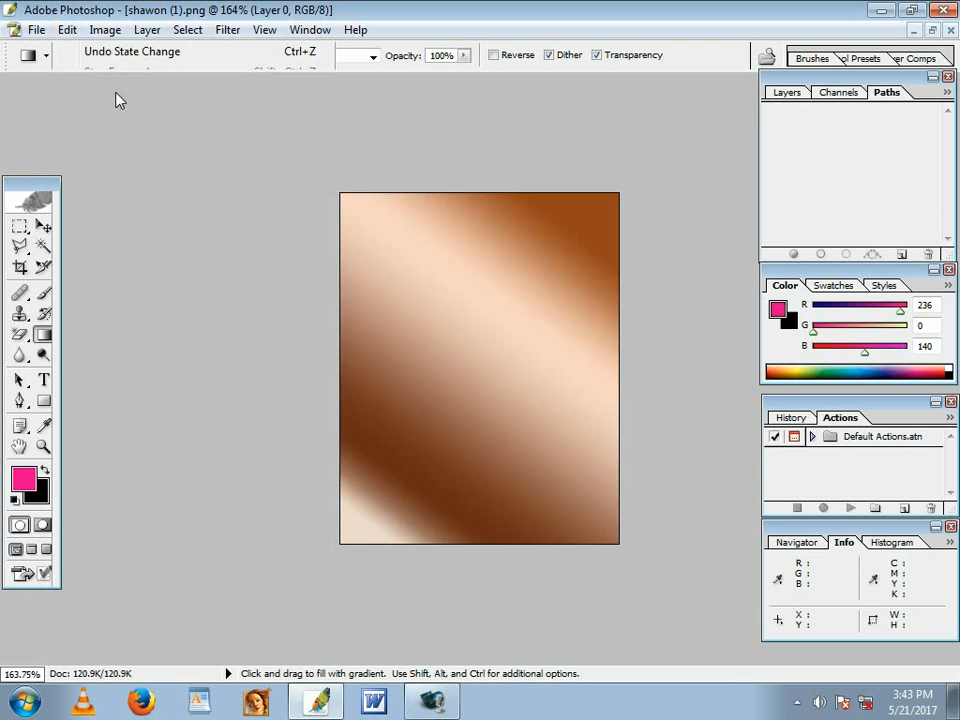 Adobe Photoshop - [shawon (1).png @ 164% (Layer 0, RGB/8)]
File Edit Image Layer Select Filter View Window Help
Undo State Change Ctrl+Z
Opacity: 100% Reverse Dither Transparency
Brushes ol Presets er Comps
Layers Channels Paths
Color Swatches Styles
R 236
G 0
B 140
History Actions
Default Actions.atn
Navigator Info Histogram
R :
G :
B :
C :
M :
Y :
K :
X :
Y :
W :
H :
163.75% Doc: 120.9K/120.9K Click and drag to fill with gradient. Use Shift, Alt, and Ctrl for additional options.
3:43 PM
5/21/2017